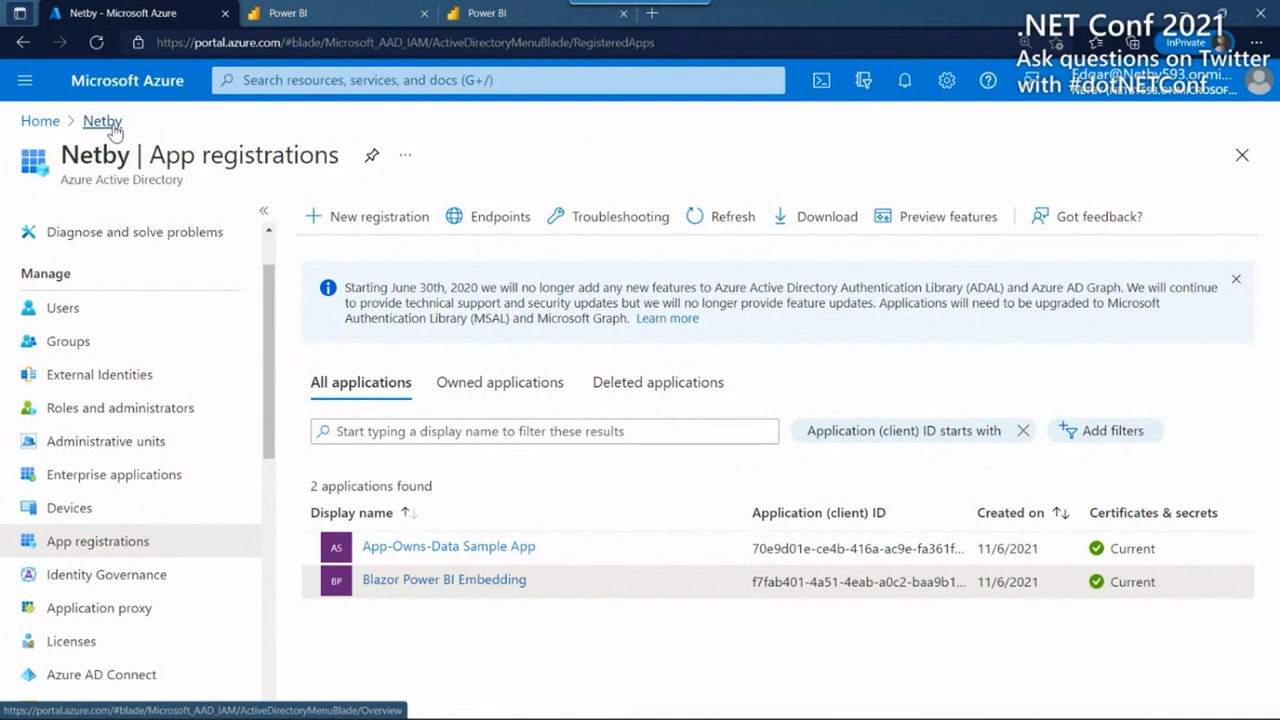 Netby - Microsoft Azure
Power BI
Power BI
https://portal.azure.com/#blade/Microsoft_AAD_IAM/ActiveDirectoryMenuBlade/RegisteredApps
InPrivate
.NET Conf 2021
Ask questions on Twitter
with #dotNETConf
Microsoft Azure
Search resources, services, and docs (G+/)
Edgar@Netby593.onmi...
Home > Netby
Netby | App registrations
Azure Active Directory
Diagnose and solve problems
Manage
Users
Groups
External Identities
Roles and administrators
Administrative units
Enterprise applications
Devices
App registrations
Identity Governance
Application proxy
Licenses
Azure AD Connect
New registration
Endpoints
Troubleshooting
Refresh
Download
Preview features
Got feedback?
Starting June 30th, 2020 we will no longer add any new features to Azure Active Directory Authentication Library (ADAL) and Azure AD Graph. We will continue
to provide technical support and security updates but we will no longer provide feature updates. Applications will need to be upgraded to Microsoft
Authentication Library (MSAL) and Microsoft Graph. Learn more
All applications
Owned applications
Deleted applications
Start typing a display name to filter these results
Application (client) ID starts with
Add filters
2 applications found
Display name
Application (client) ID
Created on
Certificates & secrets
AS App-Owns-Data Sample App 70e9d01e-ce4b-416a-ac9e-fa361f... 11/6/2021 Current
BP Blazor Power BI Embedding f7fab401-4a51-4eab-a0c2-baa9b1... 11/6/2021 Current
https://portal.azure.com/#blade/Microsoft_AAD_IAM/ActiveDirectoryMenuBlade/Overview